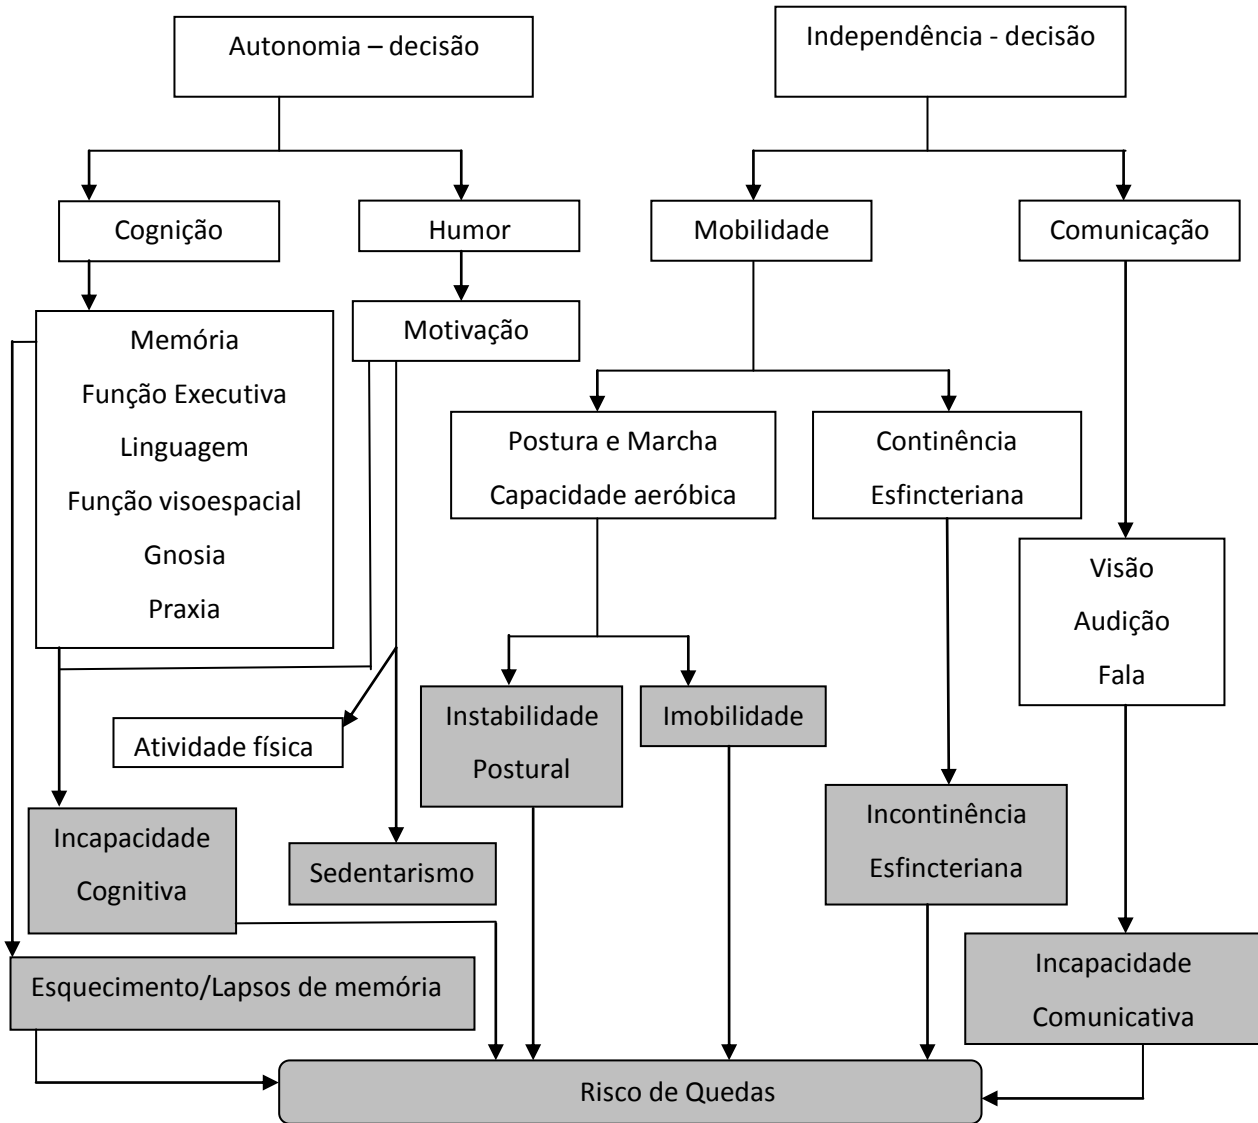 Autonomia – decisão
Independência - decisão
Cognição
Humor
Mobilidade
Comunicação
Memória
Função Executiva
Linguagem
Função visoespacial
Gnosia
Praxia
Motivação
Postura e Marcha
Capacidade aeróbica
Continência
Esfincteriana
Visão
Audição
Fala
Atividade física
Instabilidade
Postural
Imobilidade
Incapacidade
Cognitiva
Sedentarismo
Incontinência
Esfincteriana
Esquecimento/Lapsos de memória
Incapacidade
Comunicativa
Risco de Quedas